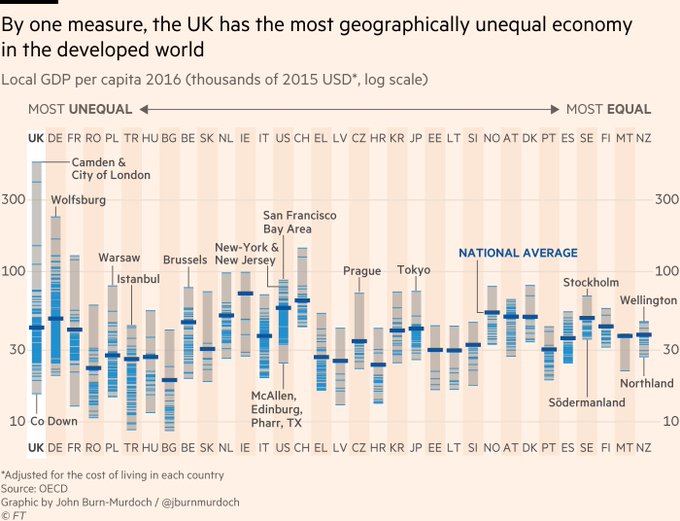 By one measure, the UK has the most geographically unequal economy
in the developed world
Local GDP per capita 2016 (thousands of 2015 USD*, log scale)
MOST UNEQUAL
MOST EQUAL
UK DE FR RO PL TR HU BG BE SK NL IE IT US CH EL LV CZ HR KR JP EE LT SI NO AT DK PT ES SE FI MT NZ
Camden &
City of London
300
300
Wolfsburg
San Francisco
Bay Area
New-York &
New Jersey
NATIONAL AVERAGE
Warsaw
Brussels
100
100
Istanbul
Prague
Tokyo
Stockholm
Wellington
30
30
Northland
McAllen,
Edinburg,
Pharr, TX
Södermanland
10
10
Co Down
UK DE FR RO PL TR HU BG BE SK NL IE IT US CH EL LV CZ HR KR JP EE LT SI NO AT DK PT ES SE FI MT NZ
*Adjusted for the cost of living in each country
Source: OECD
Graphic by John Burn-Murdoch / @jburnmurdoch
© FT